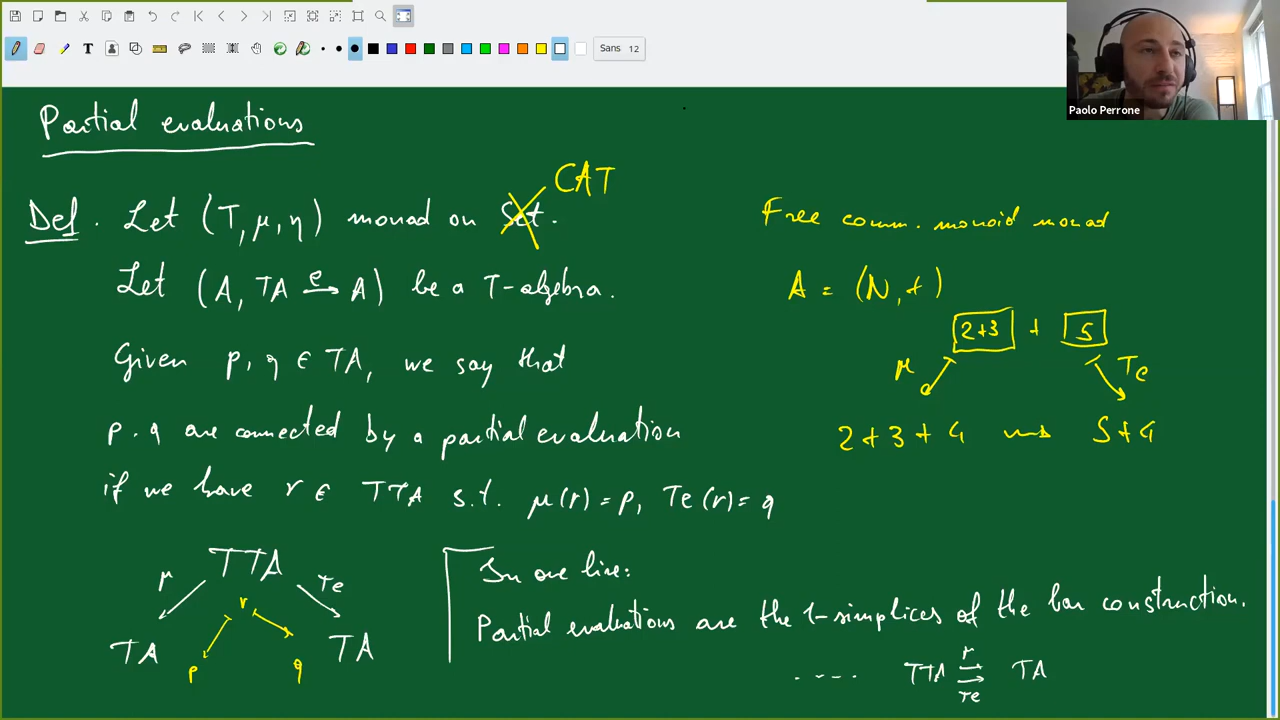 Sans 12
Paolo Perrone
Partial evaluations
CAT
Def. Let (T, μ, η) monad on Set.
Let (A, TA →e A) be a T-algebra.
Given p, q ∈ TA, we say that
p, q are connected by a partial evaluation
if we have r ∈ TTA s.t. μ(r) = p, Te(r) = q
TTA
μ Te
r
TA TA
p q
In one line:
Partial evaluations are the 1-simplices of the bar construction.
..... TTA ⇉ TA
μ
Te
Free comm. monoid monad
A = (N, +)
2+3 + 5
μ Te
2 + 3 + 4 ⇝ 5 + 4